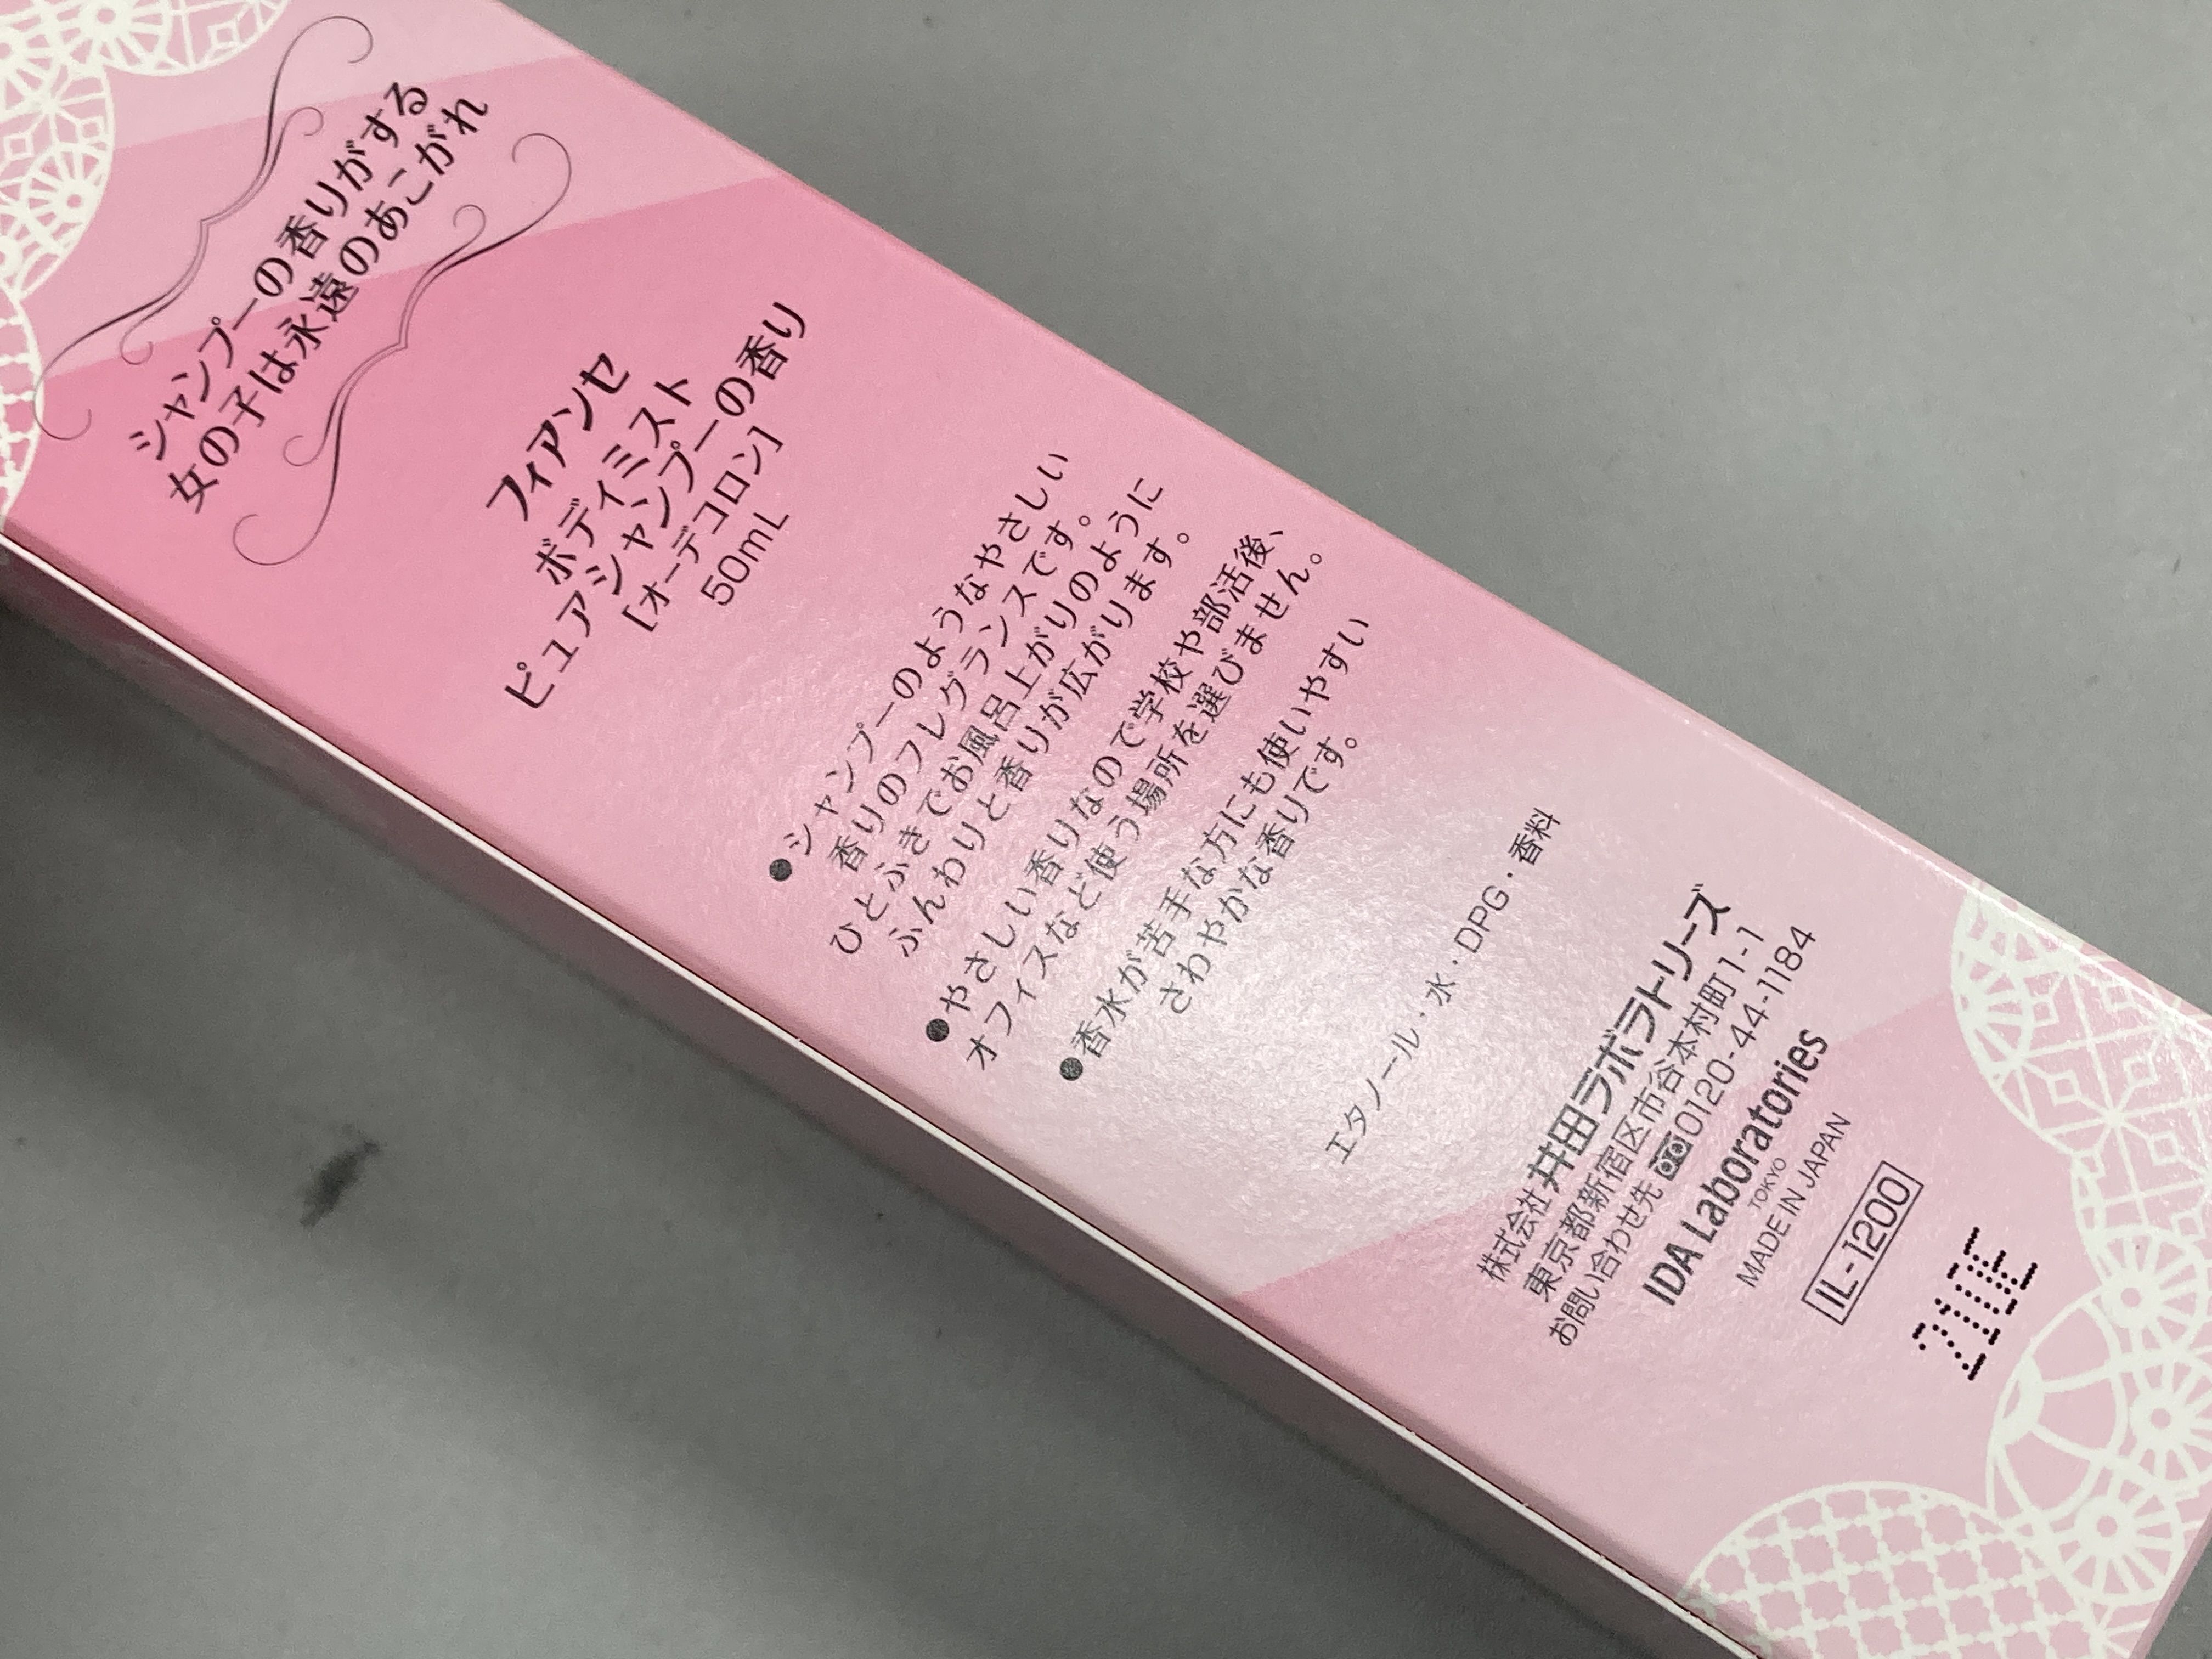 シャンプーの香りがする
女の子は永遠のあこがれ
フィアンセ
ボディミスト
ピュアシャンプーの香り
[オーデコロン]
50mL
●シャンプーのようなやさしい
香りのフレグランスです。
ひとふきでお風呂上がりのように
ふんわりと香りが広がります。
●やさしい香りなので学校や部活後、
オフィスなど使う場所を選びません。
●香水が苦手な方にも使いやすい
さわやかな香りです。
エタノール・水・DPG・香料
株式会社 井田ラボラトリーズ
東京都新宿区市谷本村町1-1
お問い合わせ先 0120-44-1184
IDA Laboratories
TOKYO
MADE IN JAPAN
IL-1200